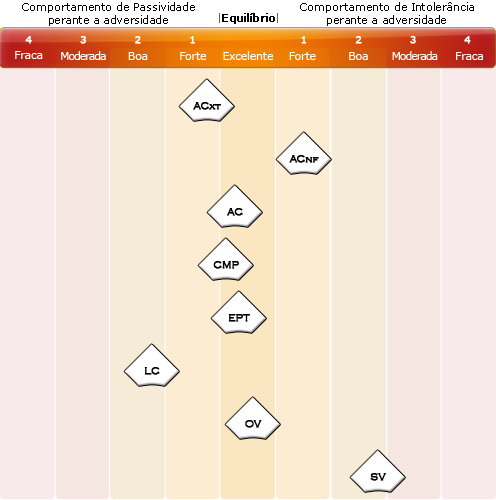 Comportamento de Passividade
perante a adversidade
|Equilíbrio|
Comportamento de Intolerância
perante a adversidade
4 3 2 1 1 2 3 4
Fraca Moderada Boa Forte Excelente Forte Boa Moderada Fraca
ACXT
ACNF
AC
CMP
EPT
LC
OV
SV